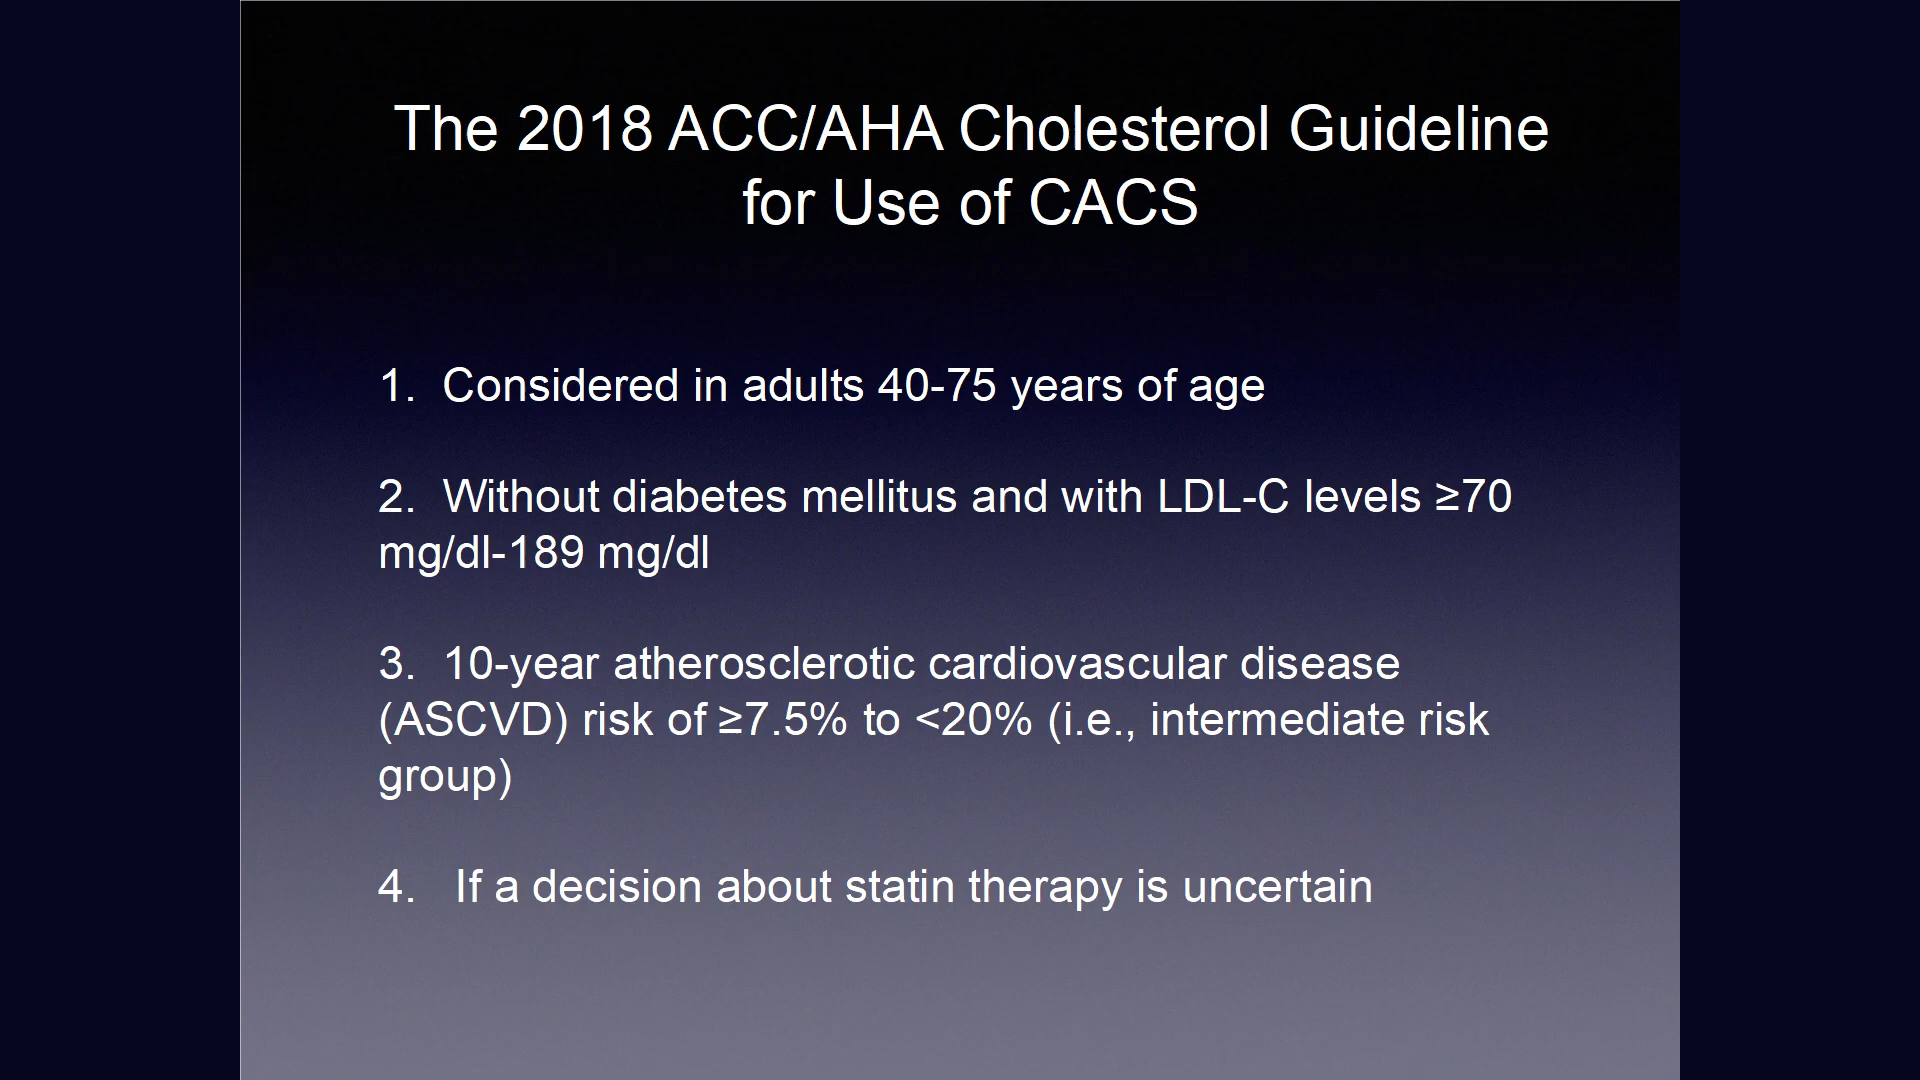 The 2018 ACC/AHA Cholesterol Guideline
for Use of CACS
1. Considered in adults 40-75 years of age
2. Without diabetes mellitus and with LDL-C levels ≥70
mg/dl-189 mg/dl
3. 10-year atherosclerotic cardiovascular disease
(ASCVD) risk of ≥7.5% to <20% (i.e., intermediate risk
group)
4. If a decision about statin therapy is uncertain